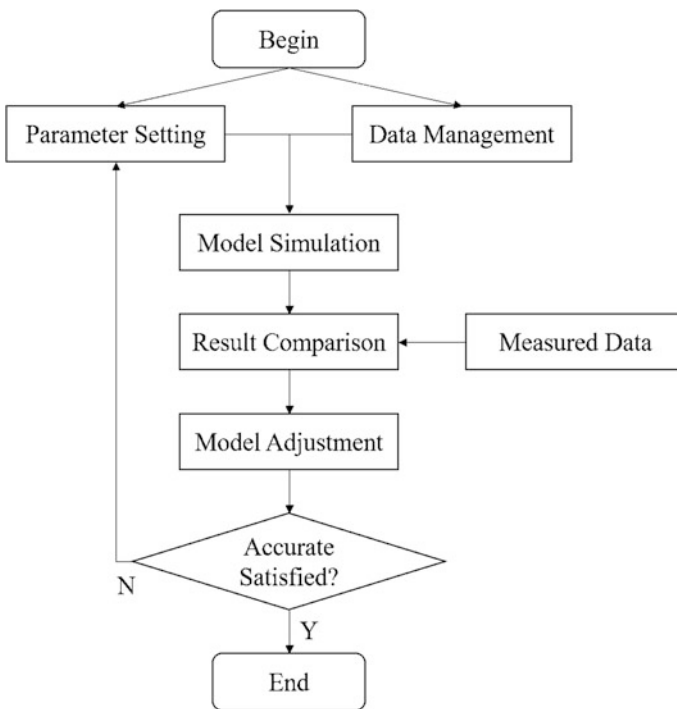 Begin
Parameter Setting
Data Management
Model Simulation
Result Comparison
Measured Data
Model Adjustment
Accurate
Satisfied?
N
Y
End